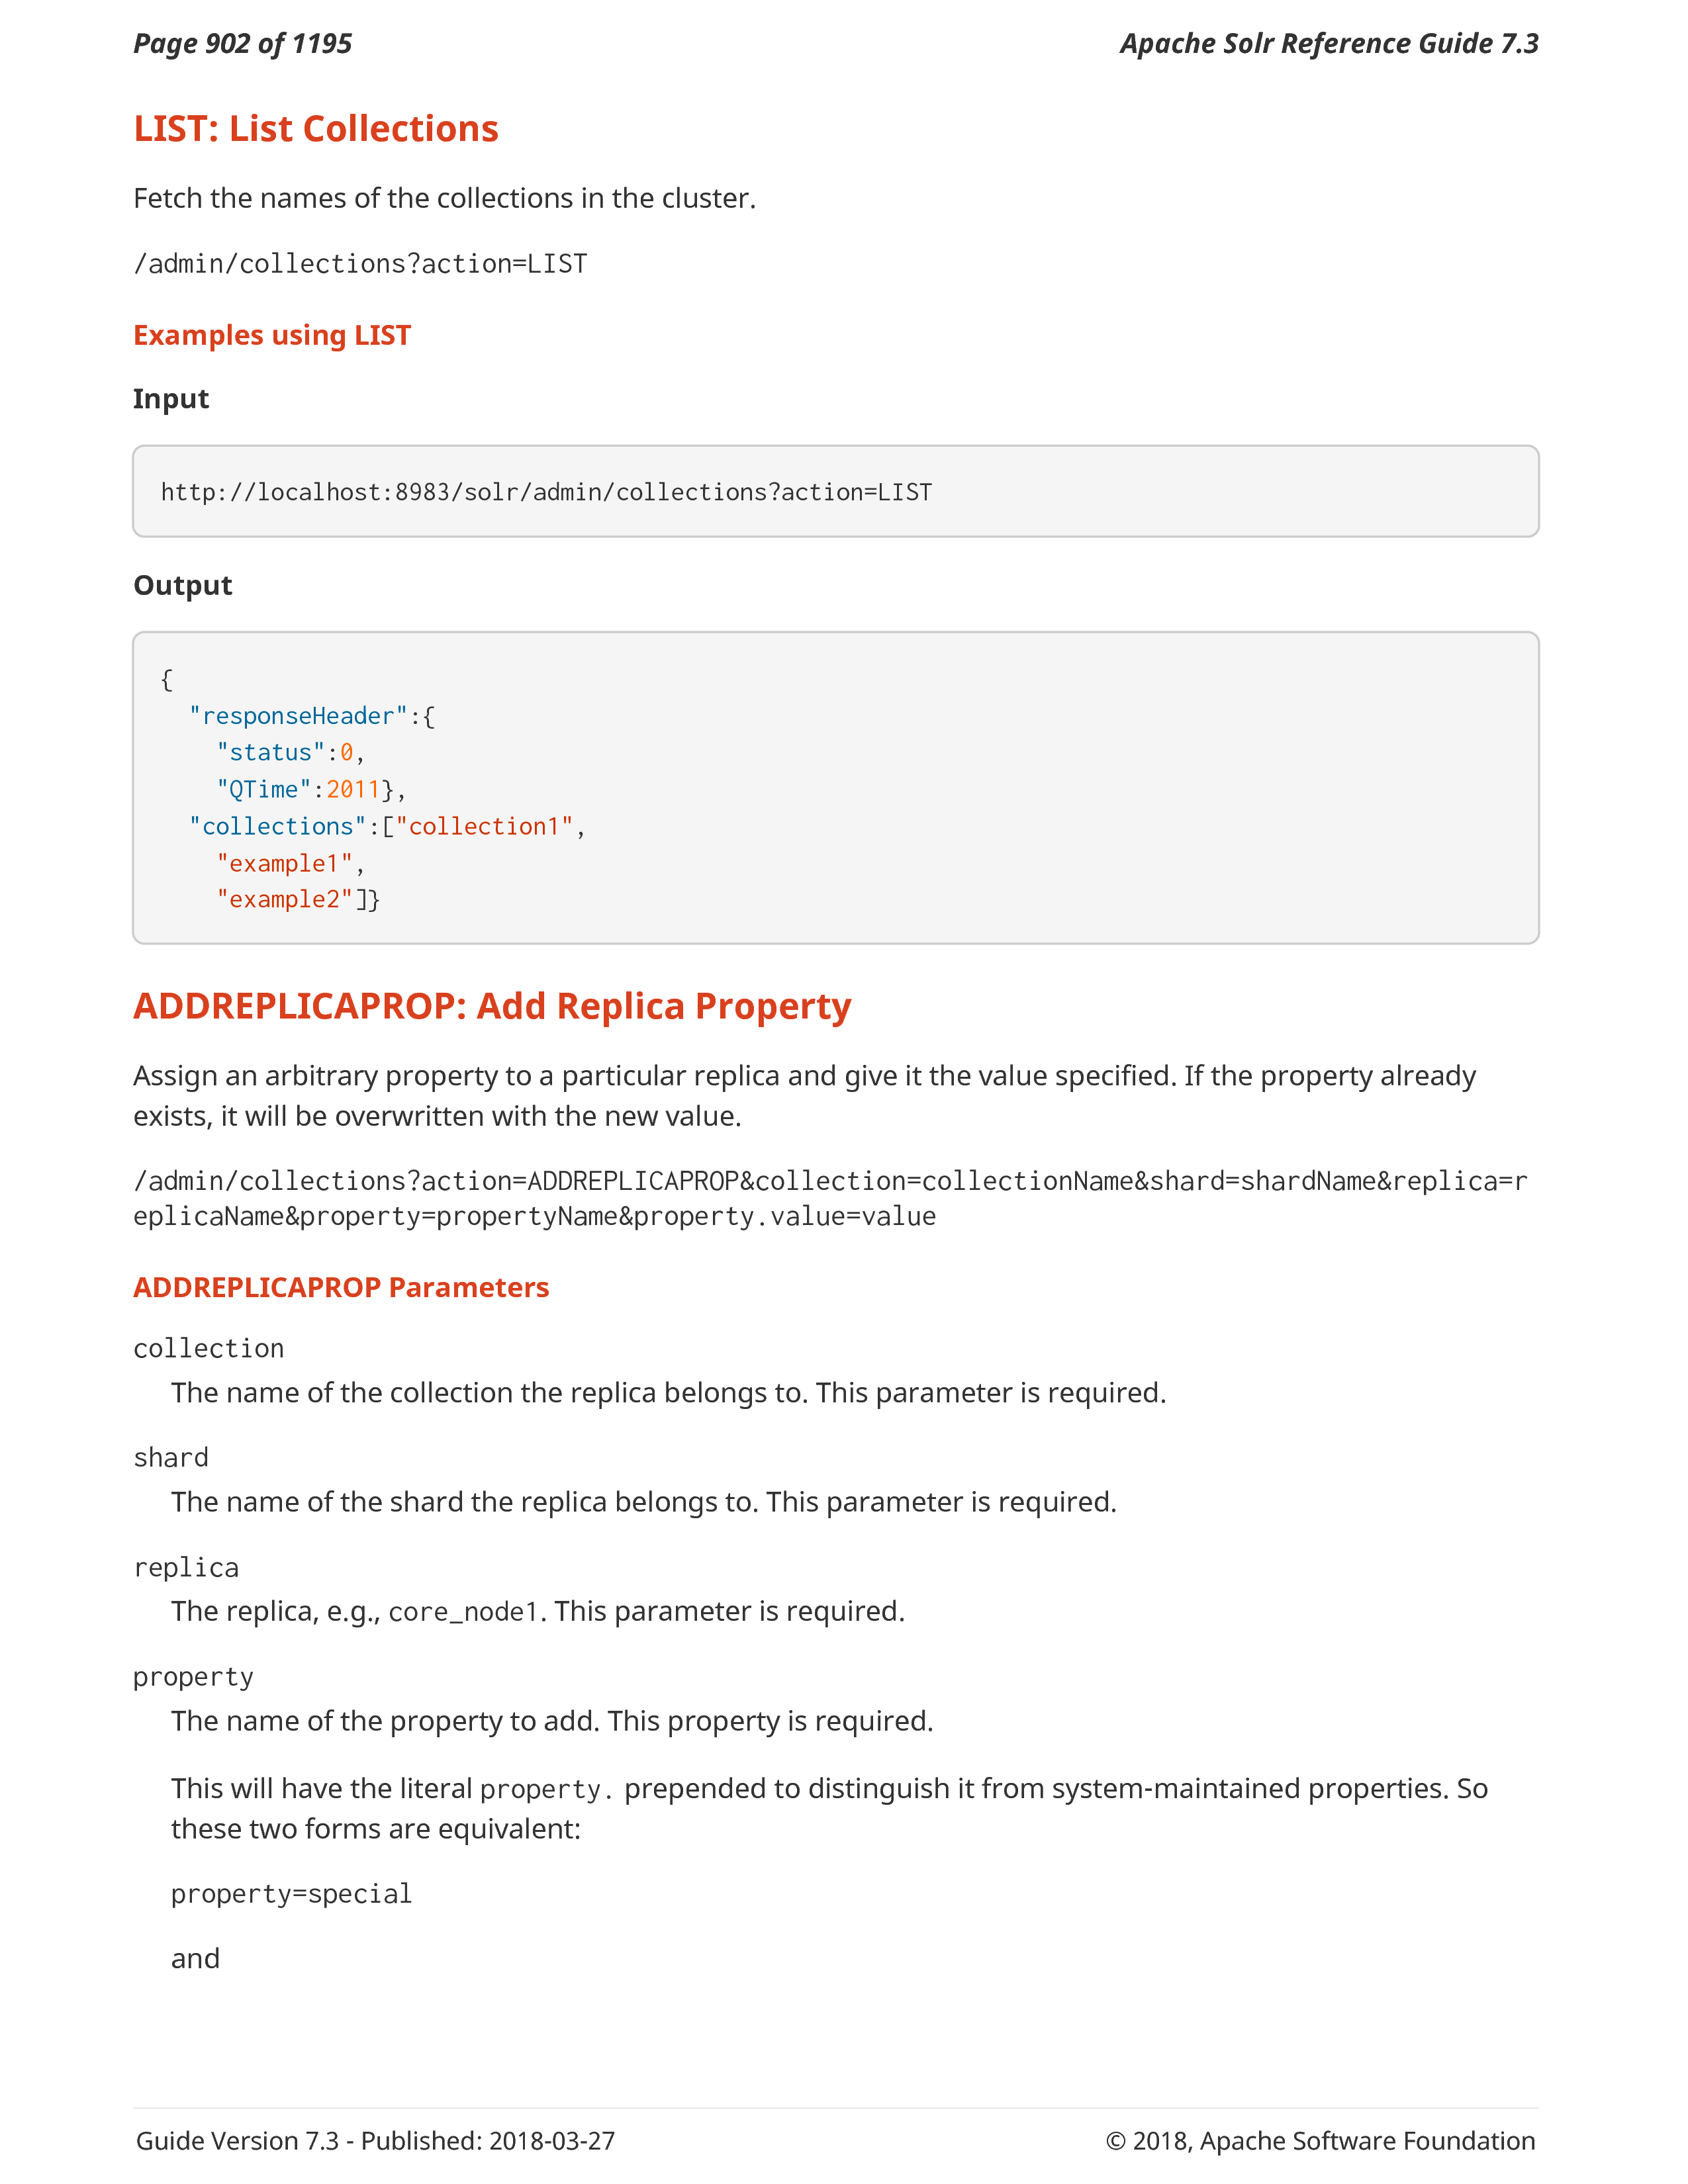 Page 902 of 1195
Apache Solr Reference Guide 7.3
LIST: List Collections
Fetch the names of the collections in the cluster.
/admin/collections?action=LIST
Examples using LIST
Input
http://localhost:8983/solr/admin/collections?action=LIST
Output
{
  "responseHeader":{
    "status":0,
    "QTime":2011},
  "collections":["collection1",
    "example1",
    "example2"]}
ADDREPLICAPROP: Add Replica Property
Assign an arbitrary property to a particular replica and give it the value specified. If the property already
exists, it will be overwritten with the new value.
/admin/collections?action=ADDREPLICAPROP&collection=collectionName&shard=shardName&replica=r
eplicaName&property=propertyName&property.value=value
ADDREPLICAPROP Parameters
collection
The name of the collection the replica belongs to. This parameter is required.
shard
The name of the shard the replica belongs to. This parameter is required.
replica
The replica, e.g., core_node1. This parameter is required.
property
The name of the property to add. This property is required.
This will have the literal property. prepended to distinguish it from system-maintained properties. So
these two forms are equivalent:
property=special
and
Guide Version 7.3 - Published: 2018-03-27
© 2018, Apache Software Foundation